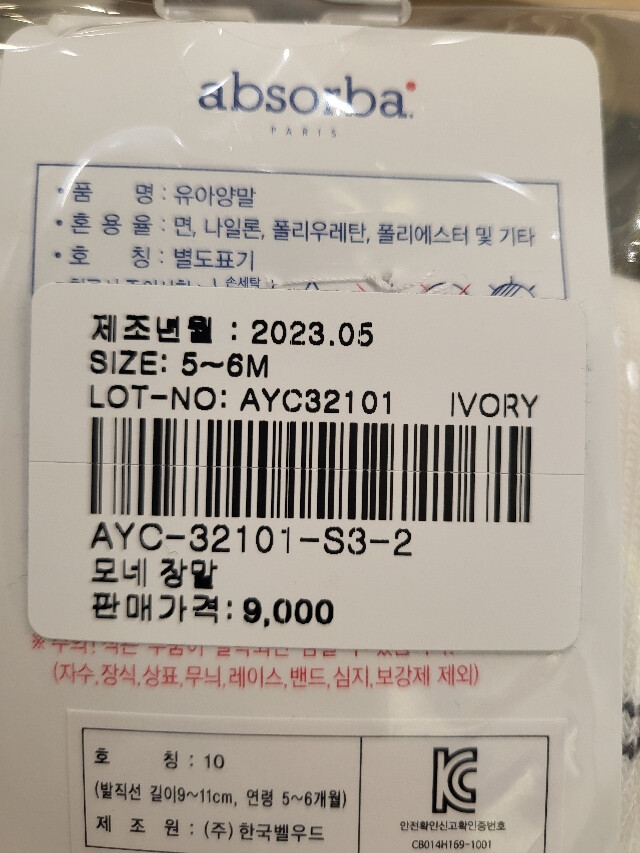 absorba.
PARIS
• 품 명 : 유아양말
• 혼 용 율 : 면, 나일론, 폴리우레탄, 폴리에스터 및 기타
• 호 칭 : 별도표기
손세탁
제조년월 : 2023.05
SIZE: 5~6M
LOT-NO: AYC32101 IVORY
AYC-32101-S3-2
모네 장말
판매가격: 9,000
(자수,장식,상표,무늬,레이스,밴드,심지,보강제 제외)
호 칭 : 10
(발직선 길이9~11cm, 연령 5~6개월)
제 조 원 : (주)한국벨우드
안전확인신고확인증번호
CB014H169-1001